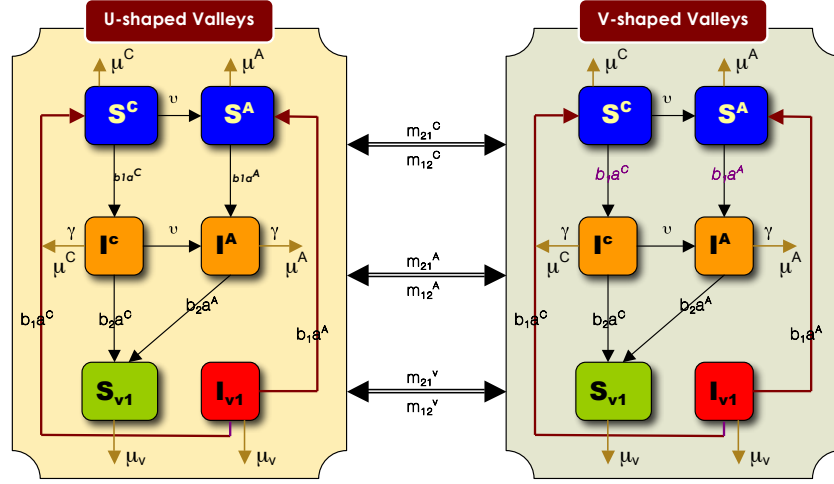 U-shaped Valleys
V-shaped Valleys
μC
μA
μC
μA
SC
υ
SA
SC
υ
SA
m21C
m12C
b1aC
b1aA
b1aC
b1aA
γ
Ic
υ
IA
γ
γ
Ic
υ
IA
γ
μC
μA
m21A
m12A
μC
μA
b1aC
b2aC
b2aA
b1aA
b1aC
b2aC
b2aA
b1aA
Sv1
Iv1
m21v
m12v
Sv1
Iv1
μv
μv
μv
μv